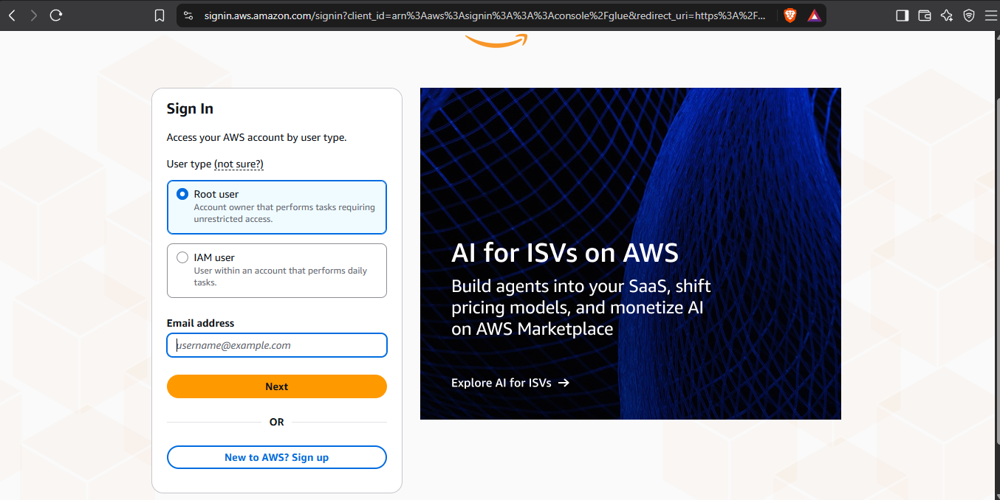 signin.aws.amazon.com/signin?client_id=arn%3Aaws%3Asignin%3A%3A%3Aconsole%2Fglue&redirect_uri=https%3A%2F...
Sign In
Access your AWS account by user type.
User type (not sure?)
Root user
Account owner that performs tasks requiring
unrestricted access.
IAM user
User within an account that performs daily
tasks.
Email address
username@example.com
Next
OR
New to AWS? Sign up
AI for ISVs on AWS
Build agents into your SaaS, shift
pricing models, and monetize AI
on AWS Marketplace
Explore AI for ISVs →